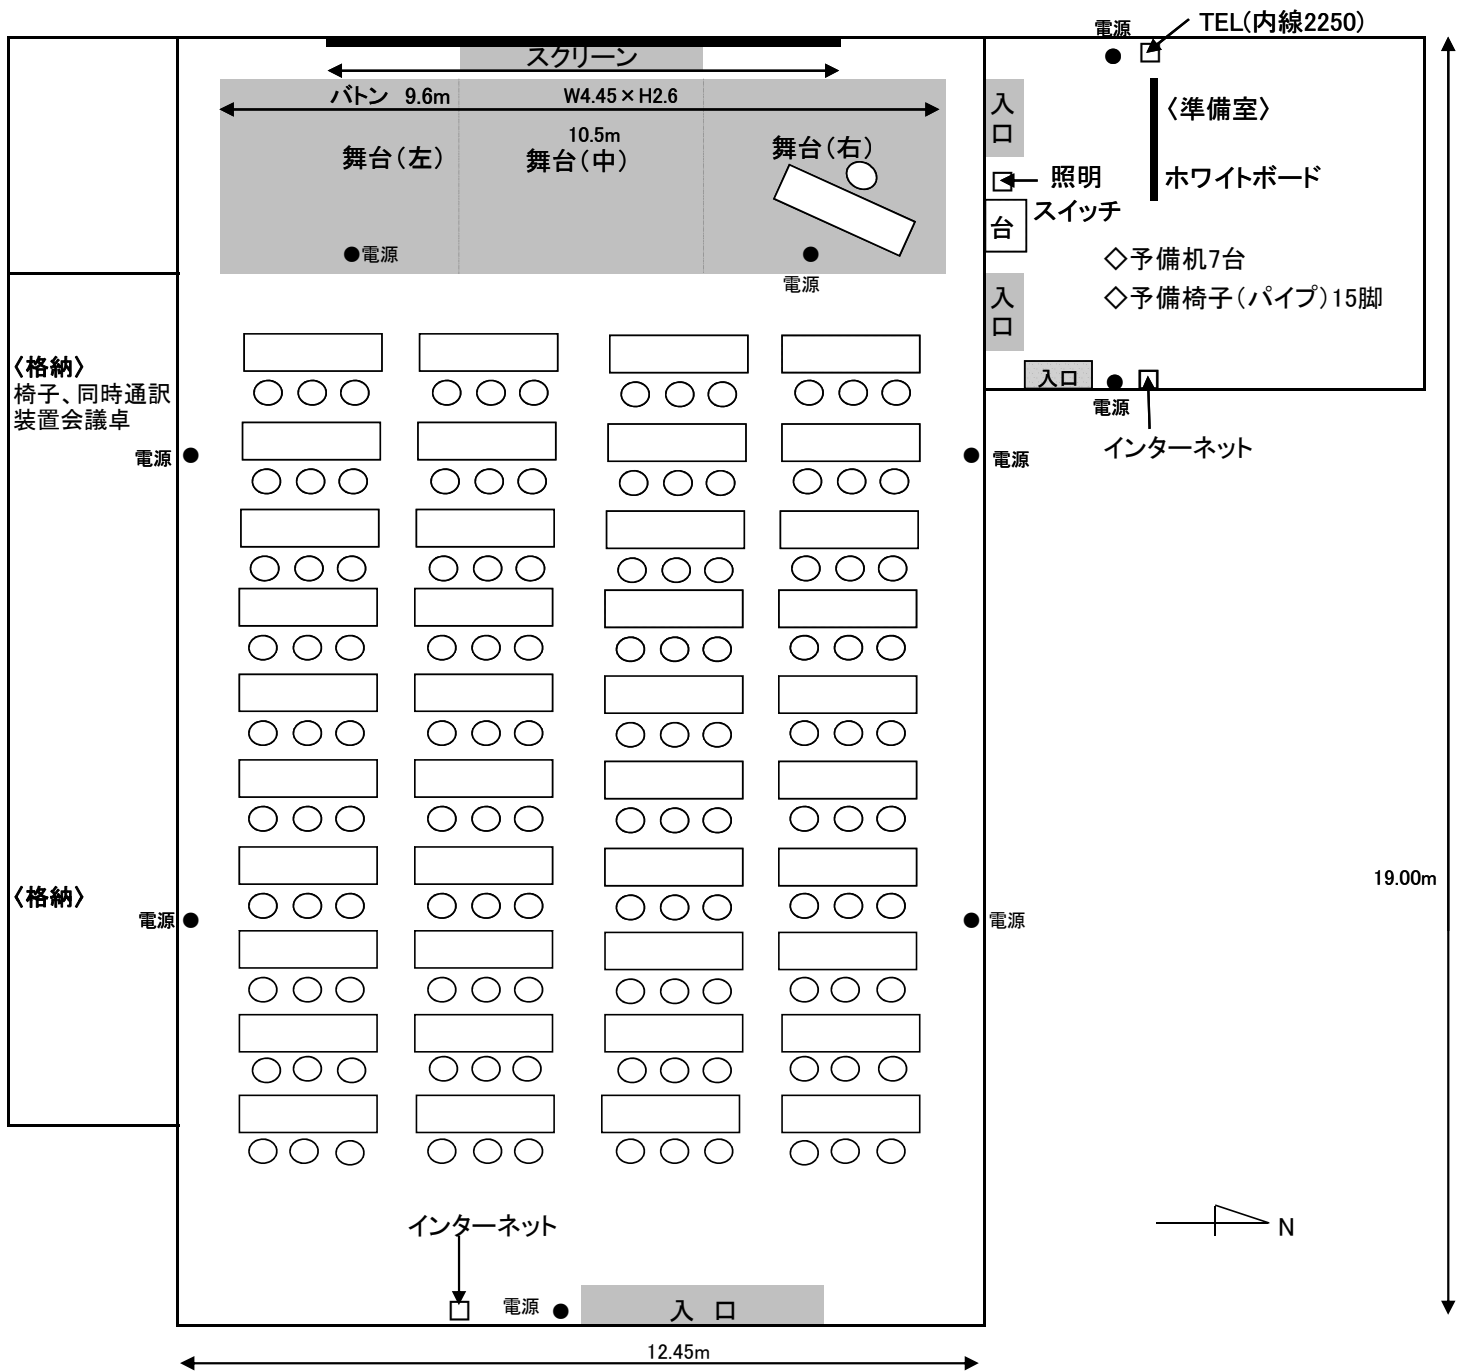 電源
TEL(内線2250)
スクリーン
バトン 9.6m
W4.45×H2.6
10.5m
舞台(左)
舞台(中)
舞台(右)
●電源
電源
入
口
〈準備室〉
照明
スイッチ
ホワイトボード
台
◇予備机7台
◇予備椅子(パイプ)15脚
入
口
入口
電源
インターネット
〈格納〉
椅子、同時通訳
装置会議卓
電源
電源
〈格納〉
電源
電源
19.00m
インターネット
N
電源
入 口
12.45m